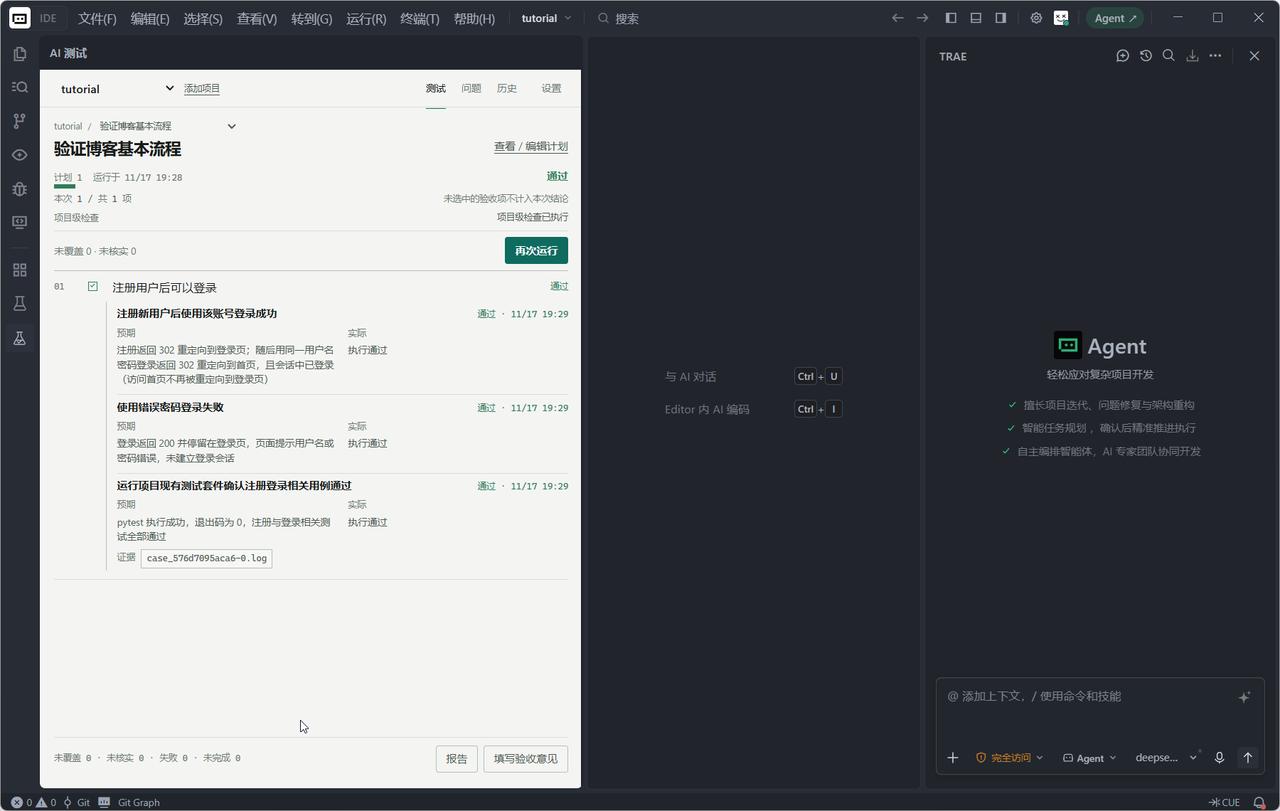 IDE 文件(F) 编辑(E) 选择(S) 查看(V) 转到(G) 运行(R) 终端(T) 帮助(H) tutorial 搜索 Agent
AI 测试
tutorial 添加项目 测试 问题 历史 设置
tutorial / 验证博客基本流程
验证博客基本流程 查看 / 编辑计划
计划 1 运行于 11/17 19:28 通过
本次 1 / 共 1 项 未选中的验收项不计入本次结论
项目级检查 项目级检查已执行
未覆盖 0 · 未核实 0 再次运行
01 注册用户后可以登录 通过
注册新用户后使用该账号登录成功 通过 · 11/17 19:29
预期 实际
注册返回 302 重定向到登录页；随后用同一用户名 执行通过
密码登录返回 302 重定向到首页，且会话中已登录
（访问首页不再被重定向到登录页）
使用错误密码登录失败 通过 · 11/17 19:29
预期 实际
登录返回 200 并停留在登录页，页面提示用户名或 执行通过
密码错误，未建立登录会话
运行项目现有测试套件确认注册登录相关用例通过 通过 · 11/17 19:29
预期 实际
pytest 执行成功，退出码为 0，注册与登录相关测 执行通过
试全部通过
证据 case_576d7095aca6-0.log
未覆盖 0 · 未核实 0 · 失败 0 · 未完成 0 报告 填写验收意见
与 AI 对话 Ctrl + U
Editor 内 AI 编码 Ctrl + I
TRAE
Agent
轻松应对复杂项目开发
擅长项目迭代、问题修复与架构重构
智能任务规划，确认后精准推进执行
自主编排智能体，AI 专家团队协同开发
@ 添加上下文，/ 使用命令和技能
完全访问 Agent deepse...
0 0 Git Git Graph CUE